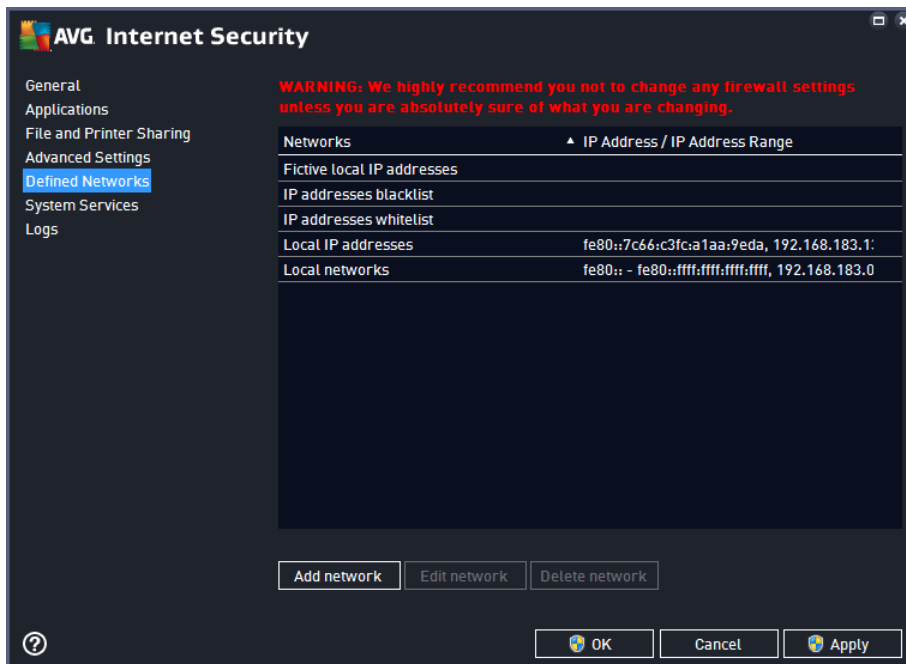 AVG Internet Security
General
Applications
File and Printer Sharing
Advanced Settings
Defined Networks
System Services
Logs
WARNING: We highly recommend you not to change any firewall settings
unless you are absolutely sure of what you are changing.
Networks IP Address / IP Address Range
Fictive local IP addresses
IP addresses blacklist
IP addresses whitelist
Local IP addresses fe80::7c66:c3fc:a1aa:9eda, 192.168.183.1
Local networks fe80:: - fe80::ffff:ffff:ffff:ffff, 192.168.183.0
Add network Edit network Delete network
OK Cancel Apply